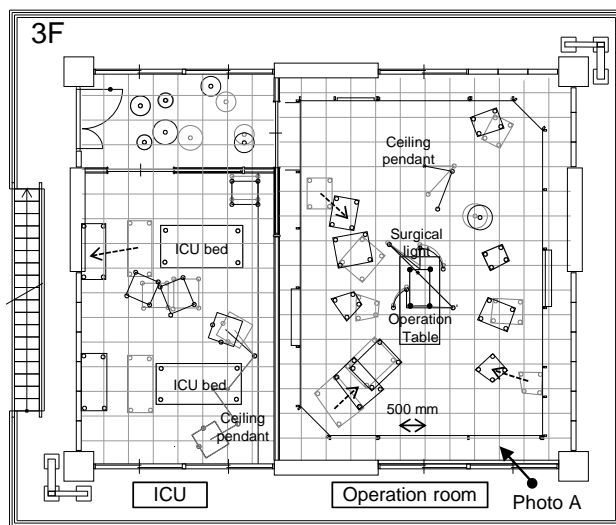 3F
Ceiling
pendant
Surgical
light
ICU bed
Operation
Table
ICU bed
500 mm
Ceiling
pendant
ICU
Operation room
Photo A